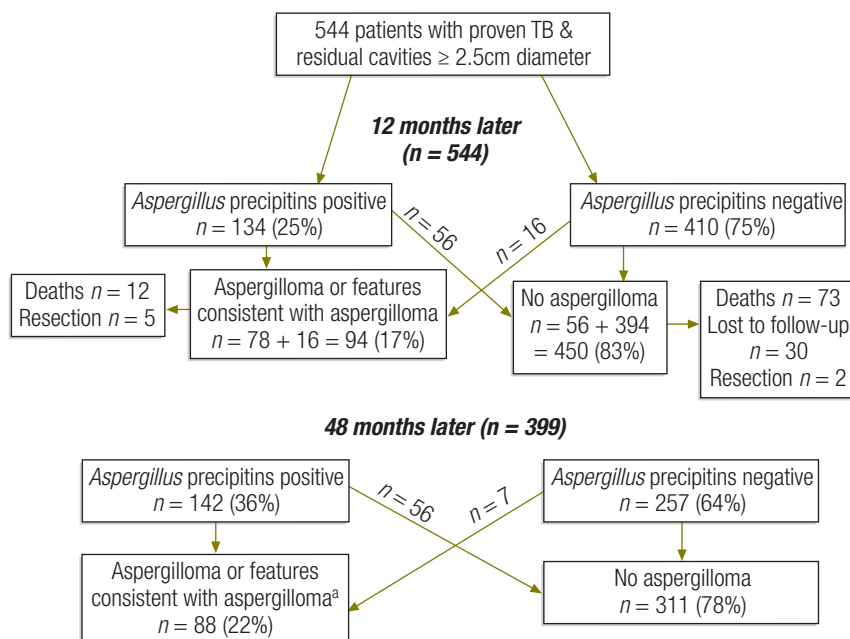 544 patients with proven TB &
residual cavities ≥ 2.5cm diameter
12 months later
(n = 544)
Aspergillus precipitins positive
n = 134 (25%)
n = 56
n = 16
Aspergillus precipitins negative
n = 410 (75%)
Deaths n = 12
Resection n = 5
Aspergilloma or features
consistent with aspergilloma
n = 78 + 16 = 94 (17%)
No aspergilloma
n = 56 + 394
= 450 (83%)
Deaths n = 73
Lost to follow-up
n = 30
Resection n = 2
48 months later (n = 399)
Aspergillus precipitins positive
n = 142 (36%)
n = 56
n = 7
Aspergillus precipitins negative
n = 257 (64%)
Aspergilloma or features
consistent with aspergillomaª
n = 88 (22%)
No aspergilloma
n = 311 (78%)